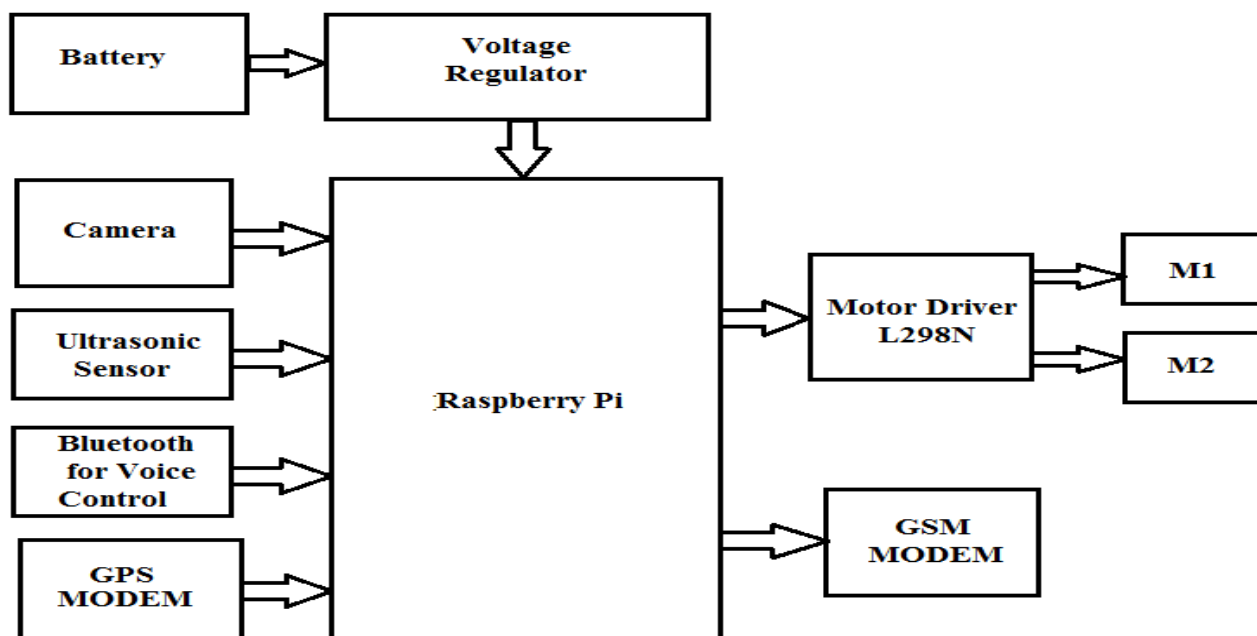 Battery
Voltage
Regulator
Camera
Ultrasonic
Sensor
Bluetooth
for Voice
Control
GPS
MODEM
Raspberry Pi
Motor Driver
L298N
M1
M2
GSM
MODEM